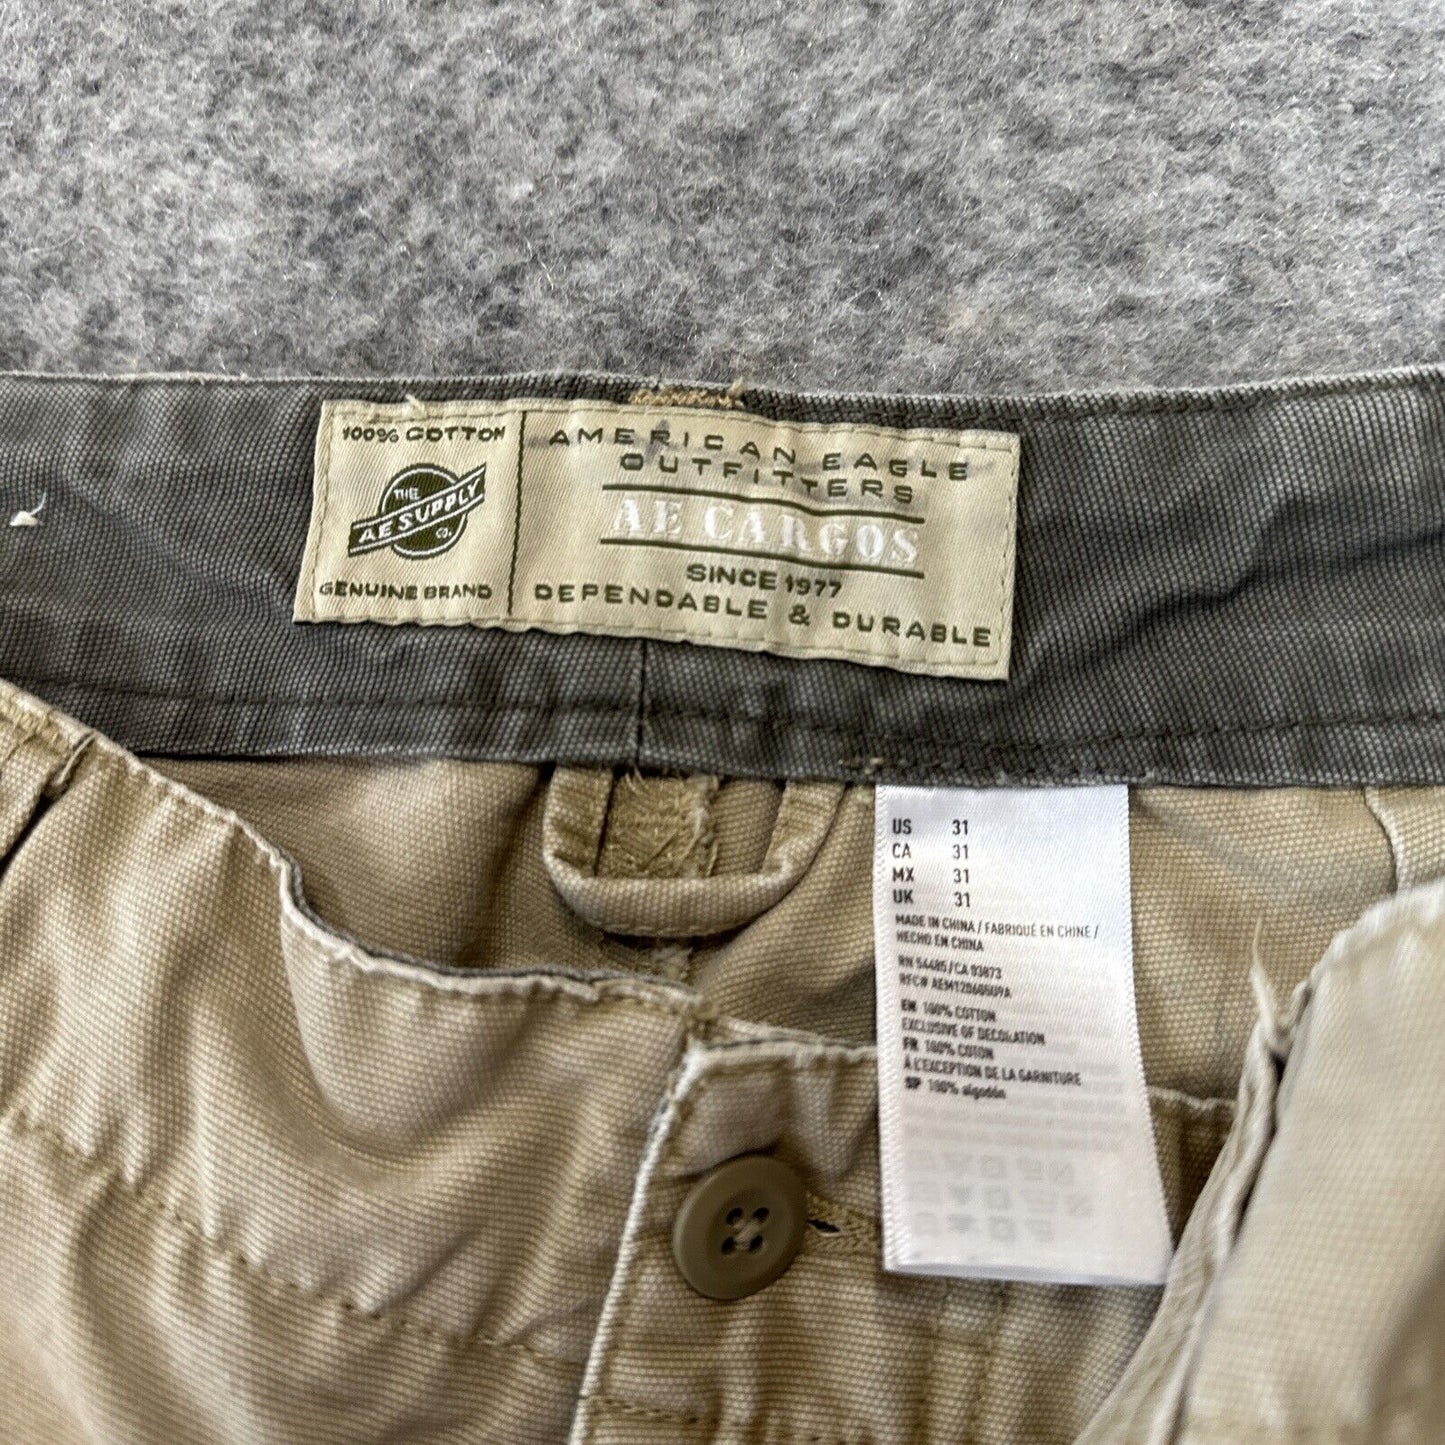 100% COTTON
THE
AE SUPPLY
CO.
GENUINE BRAND
AMERICAN EAGLE
OUTFITTERS
AE CARGOS
SINCE 1977
DEPENDABLE & DURABLE
US 31
CA 31
MX 31
UK 31
MADE IN CHINA / FABRIQUÉ EN CHINE /
HECHO EN CHINA
RN 54485/CA 03873
RFC# AEM120605U9A
EN 100% COTTON
EXCLUSIVE OF DECORATION
FR 100% COTON
À L'EXCEPTION DE LA GARNITURE
SP 100% algodón